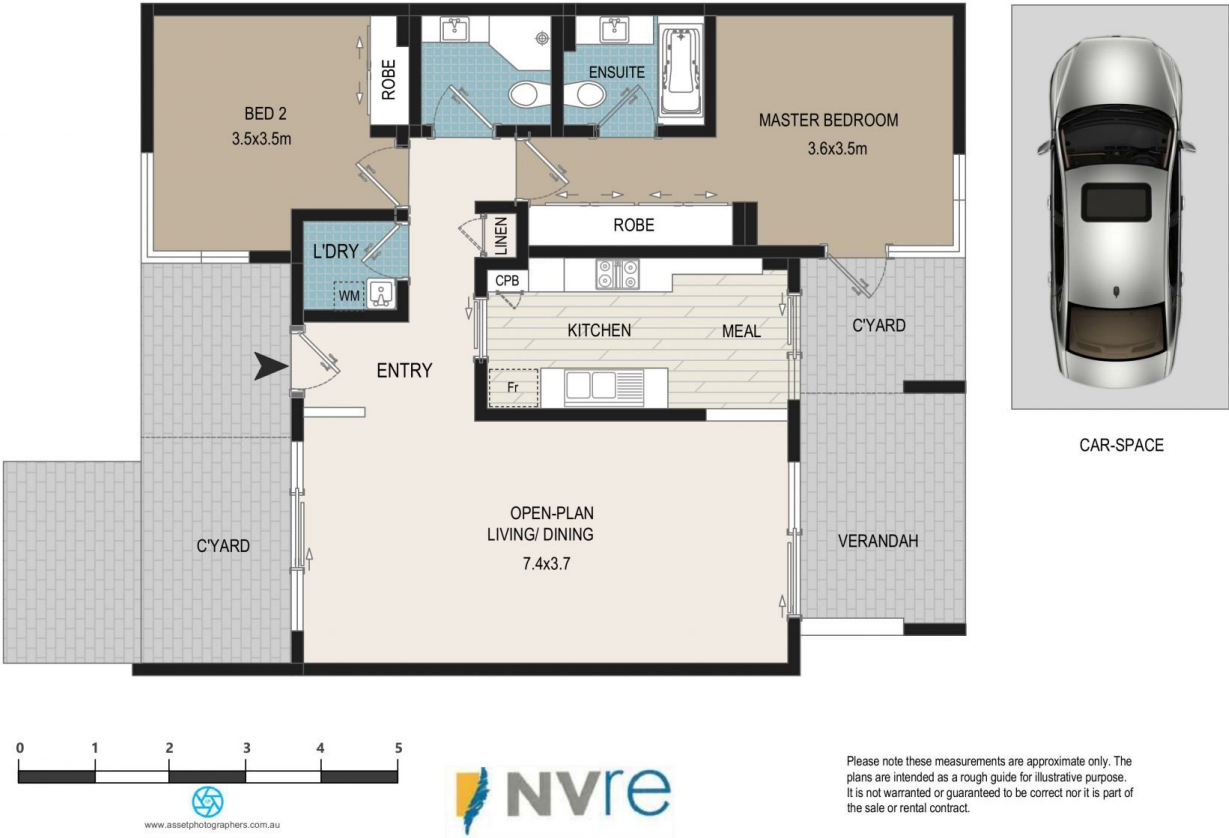 BED 2
3.5x3.5m
ROBE
ENSUITE
MASTER BEDROOM
3.6x3.5m
ROBE
LINEN
L'DRY
WM
CPB
KITCHEN
MEAL
C'YARD
ENTRY
Fr
CAR-SPACE
OPEN-PLAN
LIVING/ DINING
7.4x3.7
C'YARD
VERANDAH
0 1 2 3 4 5
www.assetphotographers.com.au
NVre
Please note these measurements are approximate only. The
plans are intended as a rough guide for illustrative purpose.
It is not warranted or guaranteed to be correct nor it is part of
the sale or rental contract.